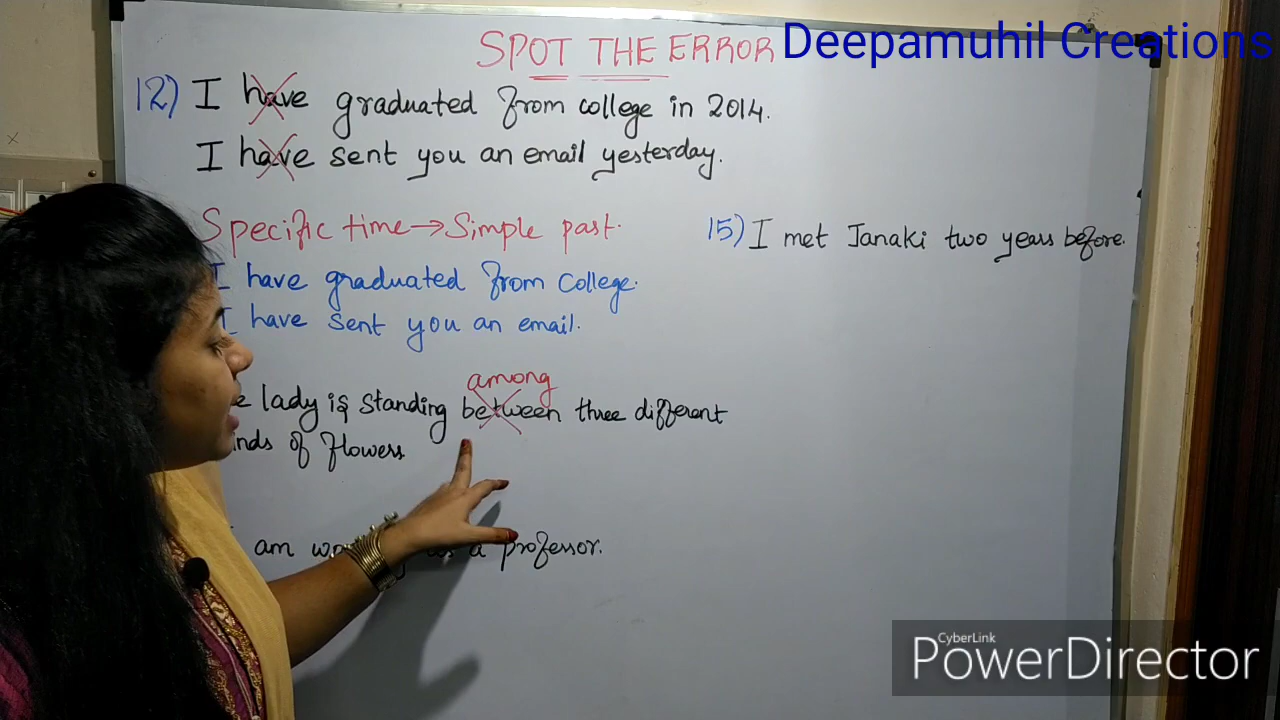 SPOT THE ERROR Deepamuhil Creations
12) I have graduated from college in 2014.
I have sent you an email yesterday.
Specific time → Simple past.
I have graduated from College.
I have sent you an email.
15) I met Janaki two years before.
among
lady is standing between three different
of flowers
am as a professor.
CyberLink
PowerDirector